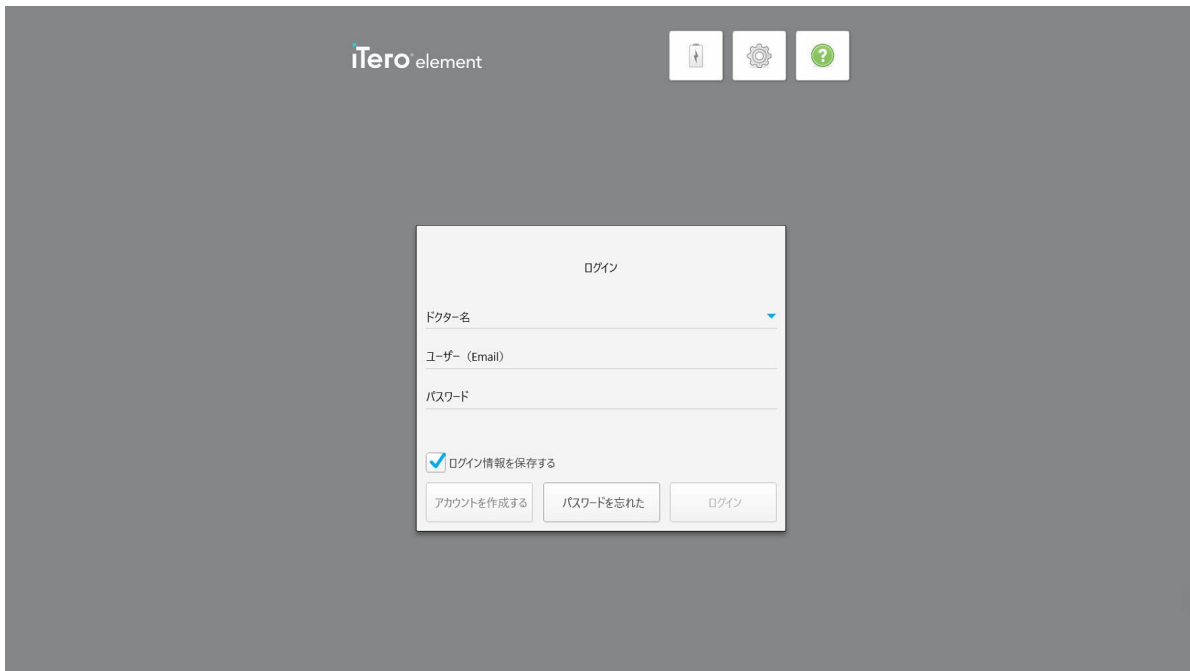 iTero element
ログイン
ドクター名
ユーザー（Email）
パスワード
ログイン情報を保存する
アカウントを作成する
パスワードを忘れた
ログイン